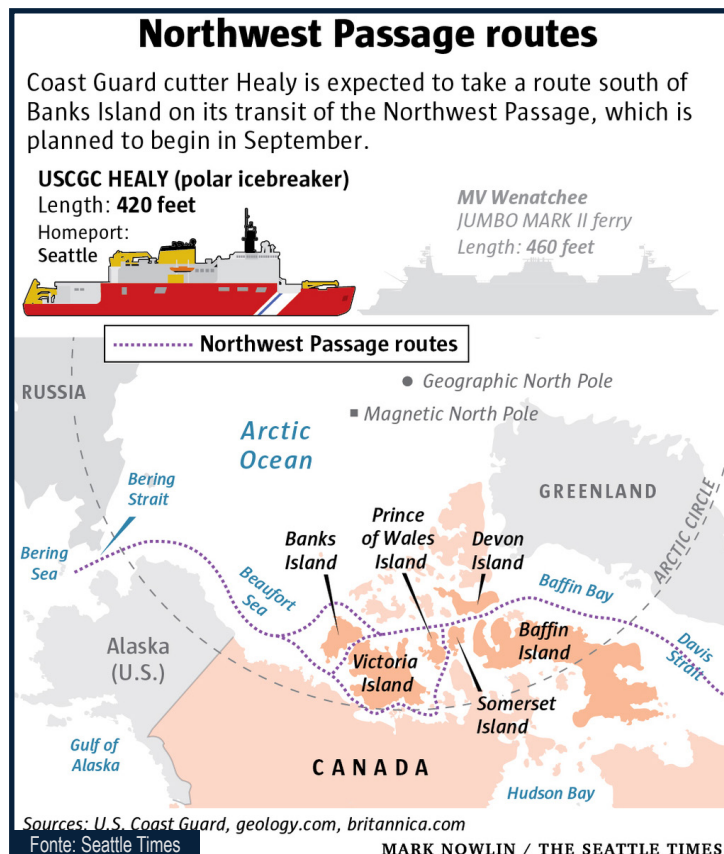 Northwest Passage routes
Coast Guard cutter Healy is expected to take a route south of
Banks Island on its transit of the Northwest Passage, which is
planned to begin in September.
USCGC HEALY (polar icebreaker)
Length: 420 feet
Homeport:
Seattle
MV Wenatchee
JUMBO MARK II ferry
Length: 460 feet
Northwest Passage routes
RUSSIA
Geographic North Pole
Magnetic North Pole
Arctic
Ocean
Bering
Strait
GREENLAND
ARCTIC CIRCLE
Bering
Sea
Beaufort
Sea
Banks
Island
Prince
of Wales
Island
Devon
Island
Baffin Bay
Alaska
(U.S.)
Victoria
Island
Baffin
Island
Davis
Strait
Somerset
Island
Gulf of
Alaska
CANADA
Hudson Bay
Sources: U.S. Coast Guard, geology.com, britannica.com
Fonte: Seattle Times
MARK NOWLIN / THE SEATTLE TIMES